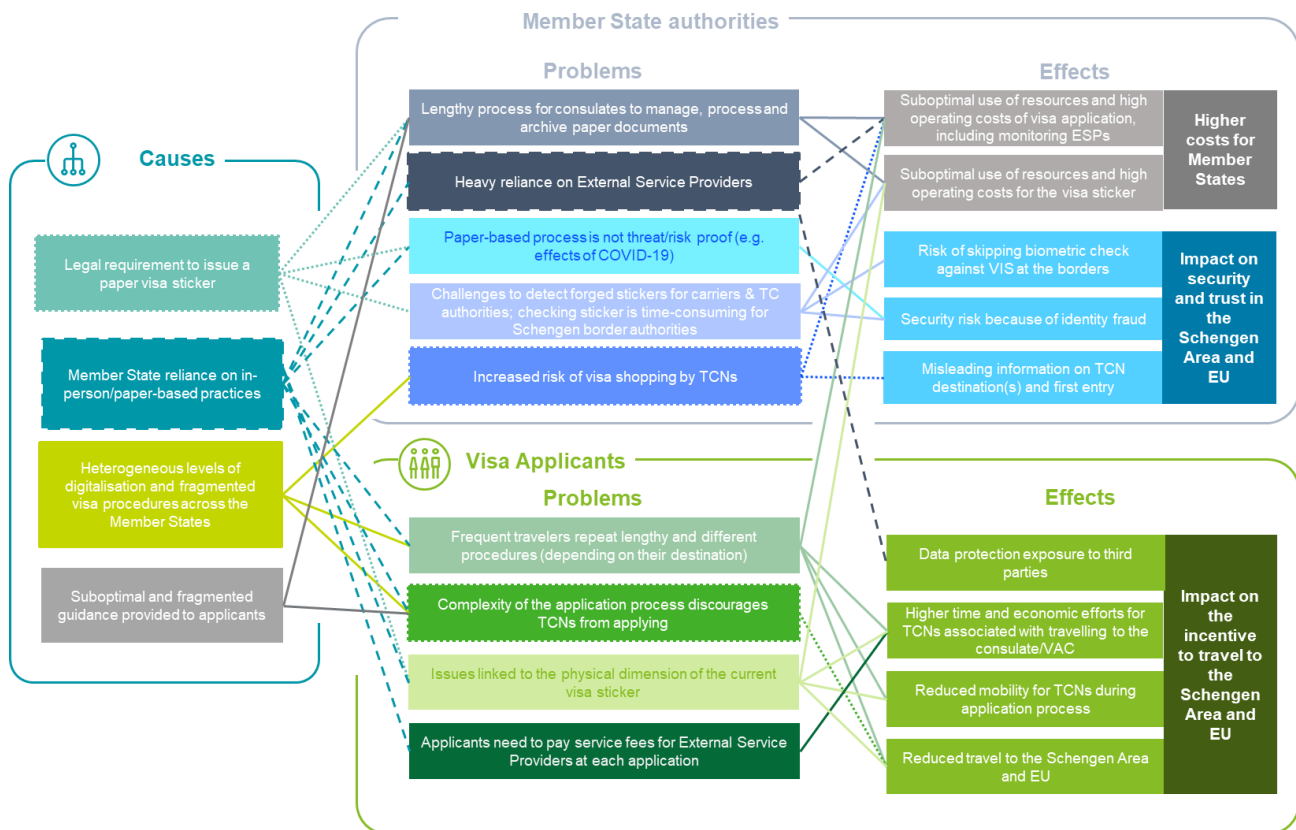 Member State authorities
Causes
Legal requirement to issue a
paper visa sticker
Member State reliance on in-
person/paper-based practices
Heterogeneous levels of
digitalisation and fragmented
visa procedures across the
Member States
Suboptimal and fragmented
guidance provided to applicants
Problems
Lengthy process for consulates to manage, process and
archive paper documents
Heavy reliance on External Service Providers
Paper-based process is not threat/risk proof (e.g.
effects of COVID-19)
Challenges to detect forged stickers for carriers & TC
authorities; checking sticker is time-consuming for
Schengen border authorities
Increased risk of visa shopping by TCNs
Effects
Suboptimal use of resources and high
operating costs of visa application,
including monitoring ESPs
Suboptimal use of resources and high
operating costs for the visa sticker
Higher
costs for
Member
States
Risk of skipping biometric check
against VIS at the borders
Security risk because of identity fraud
Misleading information on TCN
destination(s) and first entry
Impact on
security
and trust in
the
Schengen
Area and
EU
Visa Applicants
Problems
Frequent travelers repeat lengthy and different
procedures (depending on their destination)
Complexity of the application process discourages
TCNs from applying
Issues linked to the physical dimension of the current
visa sticker
Applicants need to pay service fees for External Service
Providers at each application
Effects
Data protection exposure to third
parties
Higher time and economic efforts for
TCNs associated with travelling to the
consulate/VAC
Reduced mobility for TCNs during
application process
Reduced travel to the Schengen Area
and EU
Impact on
the
incentive
to travel to
the
Schengen
Area and
EU